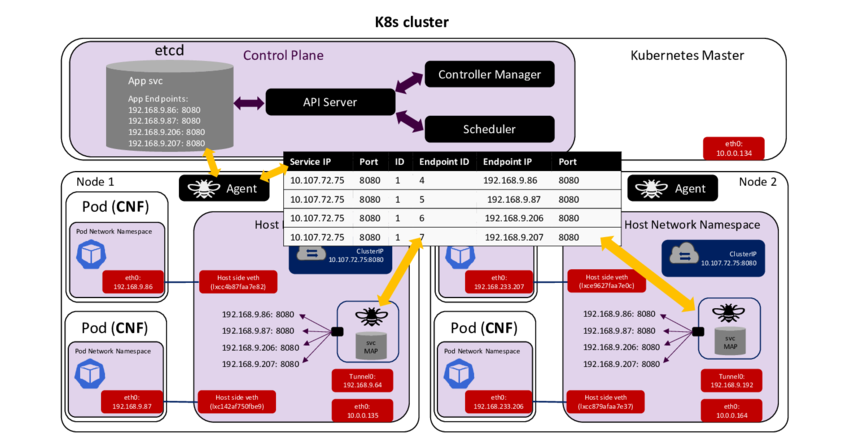 K8s cluster
etcd
Control Plane
Kubernetes Master
App svc
App Endpoints:
192.168.9.86: 8080
192.168.9.87: 8080
192.168.9.206: 8080
192.168.9.207: 8080
API Server
Controller Manager
Scheduler
eth0:
10.0.0.134
Service IP Port ID Endpoint ID Endpoint IP Port
10.107.72.75 8080 1 4 192.168.9.86 8080
10.107.72.75 8080 1 5 192.168.9.87 8080
10.107.72.75 8080 1 6 192.168.9.206 8080
10.107.72.75 8080 1 7 192.168.9.207 8080
Node 1
Agent
Pod (CNF)
Pod Network Namespace
eth0:
192.168.9.86
Host
Host side veth
(lxcc4b87faa7e82)
ClusterIP
10.107.72.75:8080
192.168.9.86: 8080
192.168.9.87: 8080
192.168.9.206: 8080
192.168.9.207: 8080
svc
MAP
Pod (CNF)
Pod Network Namespace
eth0:
192.168.9.87
Host side veth
(lxc142af750fbe9)
Tunnel0:
192.168.9.64
eth0:
10.0.0.135
Agent
Node 2
Host Network Namespace
eth0:
192.168.233.207
Host side veth
(lxce9627faa7e0c)
ClusterIP
10.107.72.75:8080
192.168.9.86: 8080
192.168.9.87: 8080
192.168.9.206: 8080
192.168.9.207: 8080
svc
MAP
Pod (CNF)
Pod Network Namespace
eth0:
192.168.233.206
Host side veth
(lxcc879afaa7e37)
Tunnel0:
192.168.9.192
eth0:
10.0.0.164